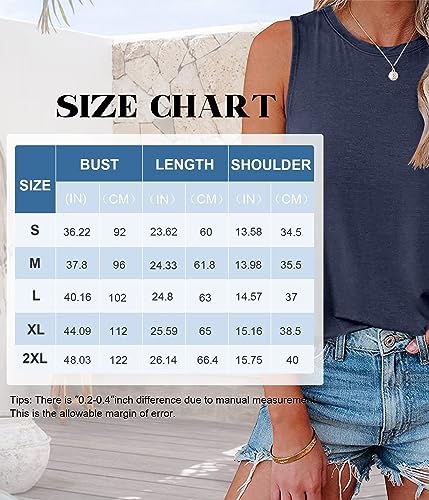 SIZE CHART
SIZE BUST LENGTH SHOULDER
(IN) (CM) (IN) (CM) (IN) (CM)
S 36.22 92 23.62 60 13.58 34.5
M 37.8 96 24.33 61.8 13.98 35.5
L 40.16 102 24.8 63 14.57 37
XL 44.09 112 25.59 65 15.16 38.5
2XL 48.03 122 26.14 66.4 15.75 40
Tips: There is "0.2-0.4"inch difference due to manual measurement.
This is the allowable margin of error.